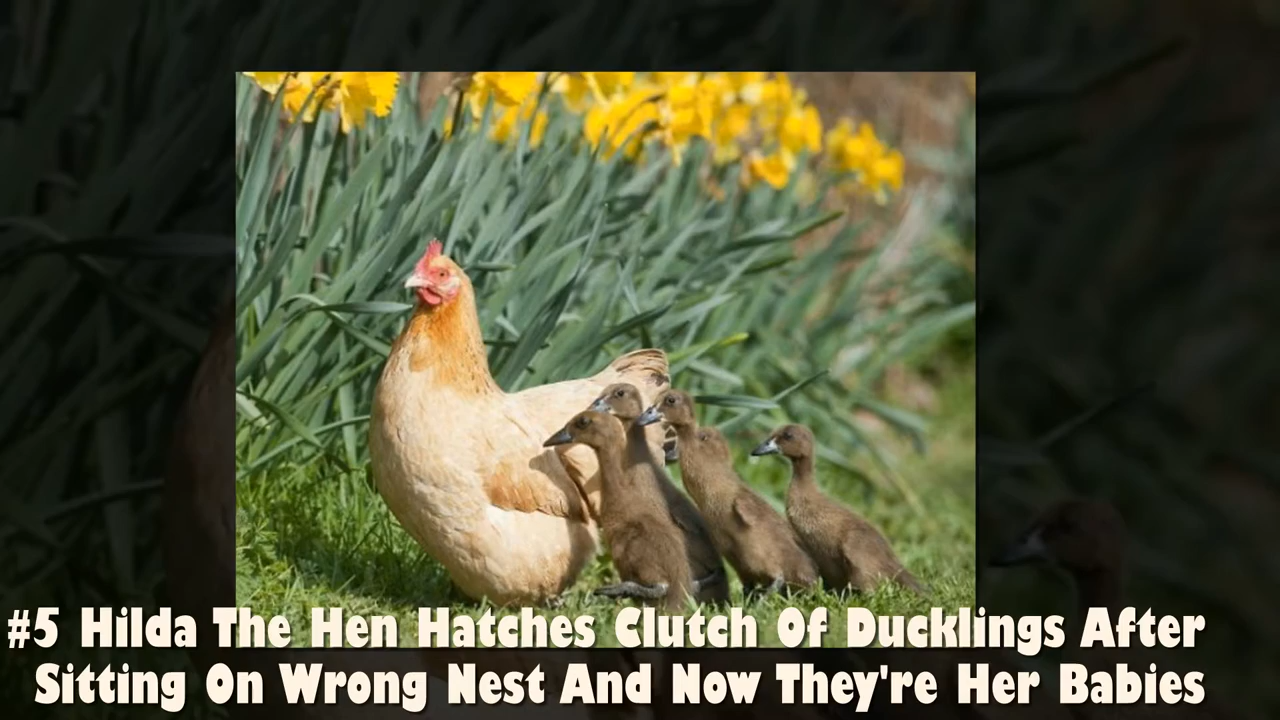 #5 Hilda The Hen Hatches Clutch Of Ducklings After
Sitting On Wrong Nest And Now They're Her Babies